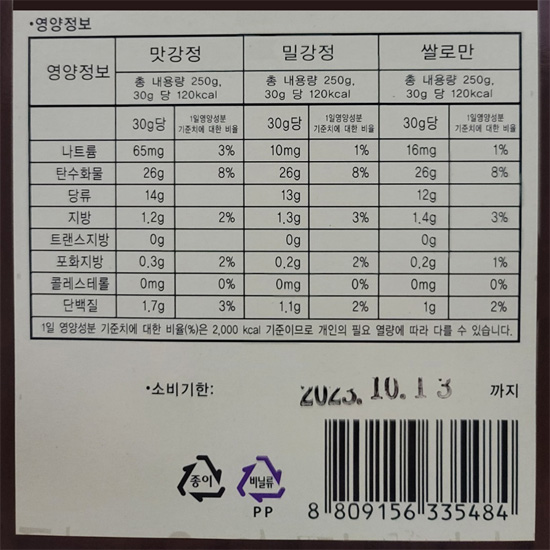 •영양정보
영양정보 맛강정 밀강정 쌀로만
총 내용량 250g, 총 내용량 250g, 총 내용량 250g,
30g 당 120kcal 30g 당 120kcal 30g 당 120kcal
30g당 1일영양성분 기준치에 대한 비율 30g당 1일영양성분 기준치에 대한 비율 30g당 1일영양성분 기준치에 대한 비율
나트륨 65mg 3% 10mg 1% 16mg 1%
탄수화물 26g 8% 26g 8% 26g 8%
당류 14g 13g 12g
지방 1.2g 2% 1.3g 3% 1.4g 3%
트랜스지방 0g 0g 0g
포화지방 0.3g 2% 0.2g 2% 0.2g 1%
콜레스테롤 0mg 0% 0mg 0% 0mg 0%
단백질 1.7g 3% 1.1g 2% 1g 2%
1일 영양성분 기준치에 대한 비율(%)은 2,000 kcal 기준이므로 개인의 필요 열량에 따라 다를 수 있습니다.
•소비기한: 2023. 10. 13 까지
종이 비닐류
PP
8 809156 335484